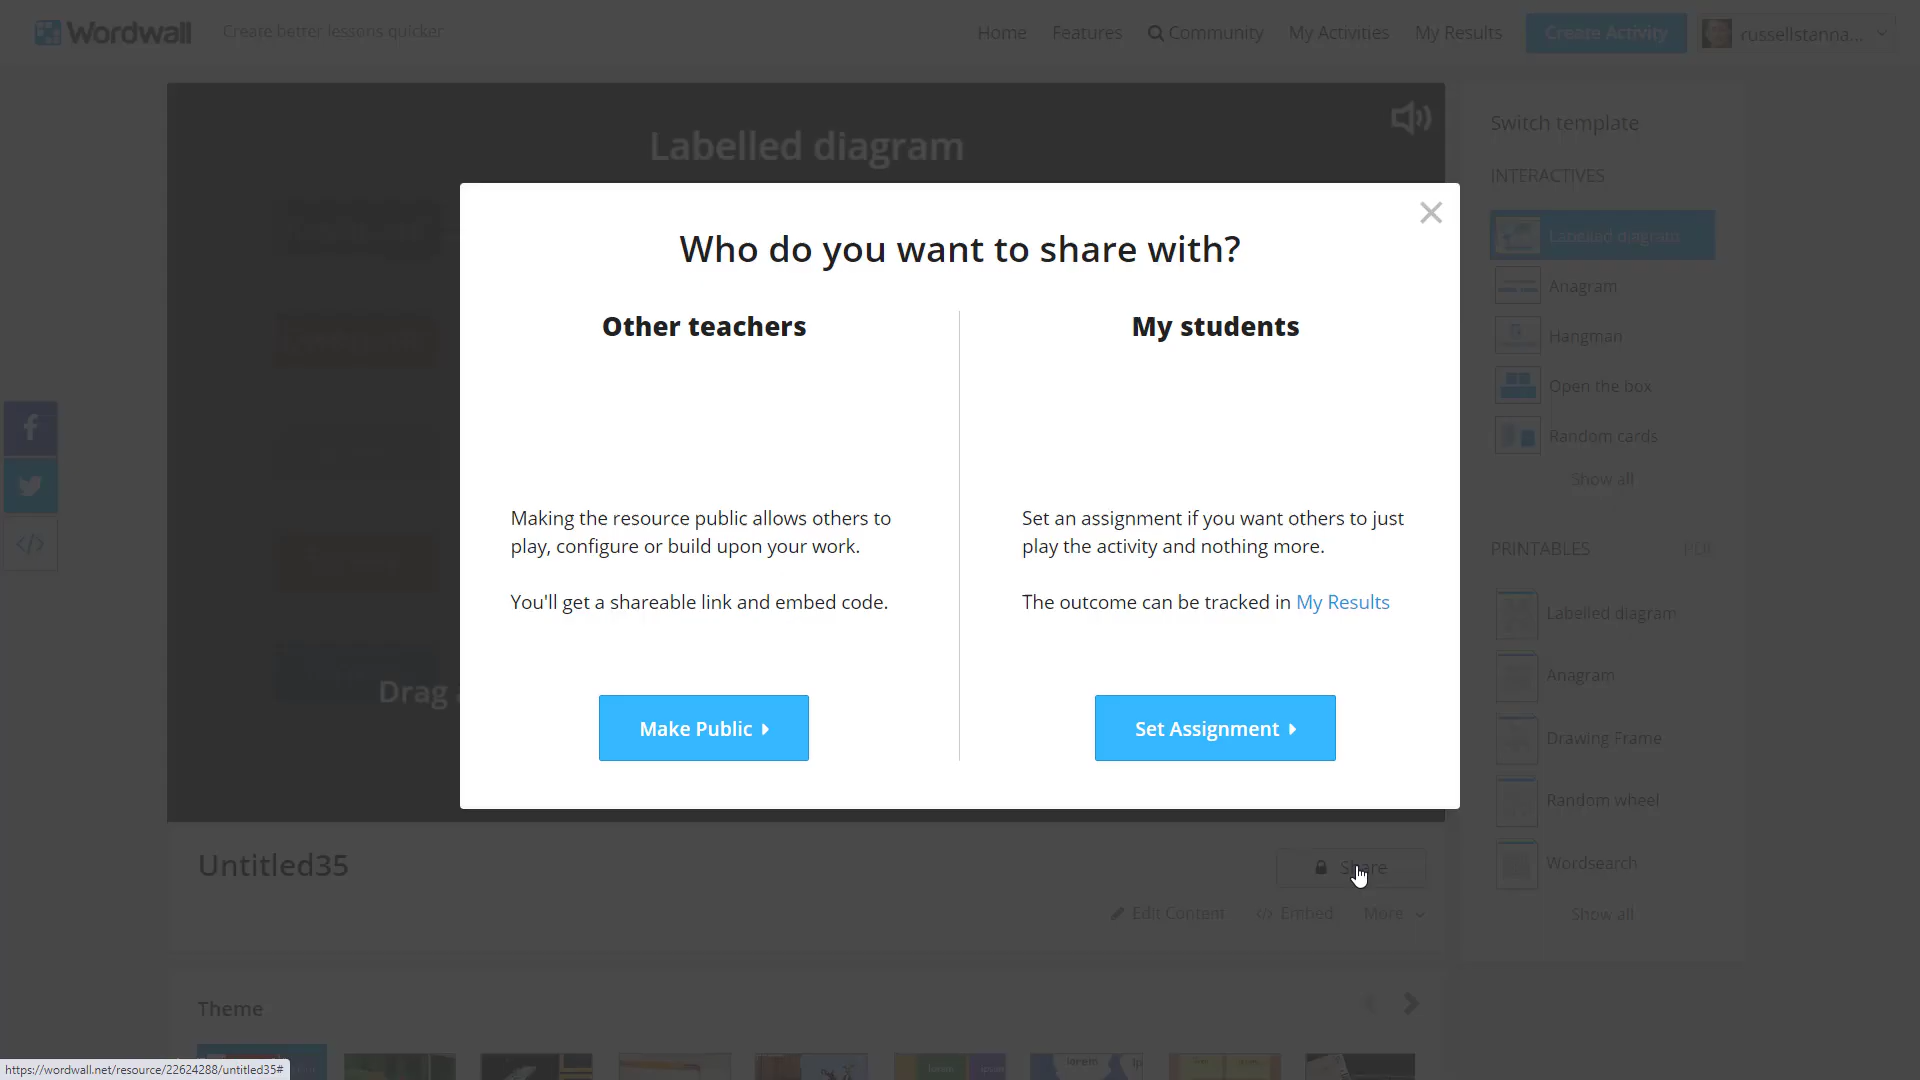 Wordwall
Create better lessons quicker
Home
Features
Community
My Activities
My Results
Create Activity
russellstanna...
Labelled diagram
Switch template
INTERACTIVES
Labelled diagram
Anagram
Hangman
Open the box
Random cards
Show all
PRINTABLES
PDF
Labelled diagram
Anagram
Drawing Frame
Random wheel
Wordsearch
Show all
Who do you want to share with?
Other teachers
Making the resource public allows others to
play, configure or build upon your work.
You'll get a shareable link and embed code.
Make Public
My students
Set an assignment if you want others to just
play the activity and nothing more.
The outcome can be tracked in My Results
Set Assignment
Drag
Untitled35
Share
Edit Content
Embed
More
Theme
lorem
ipsum
lorem
https://wordwall.net/resource/22624288/untitled35#